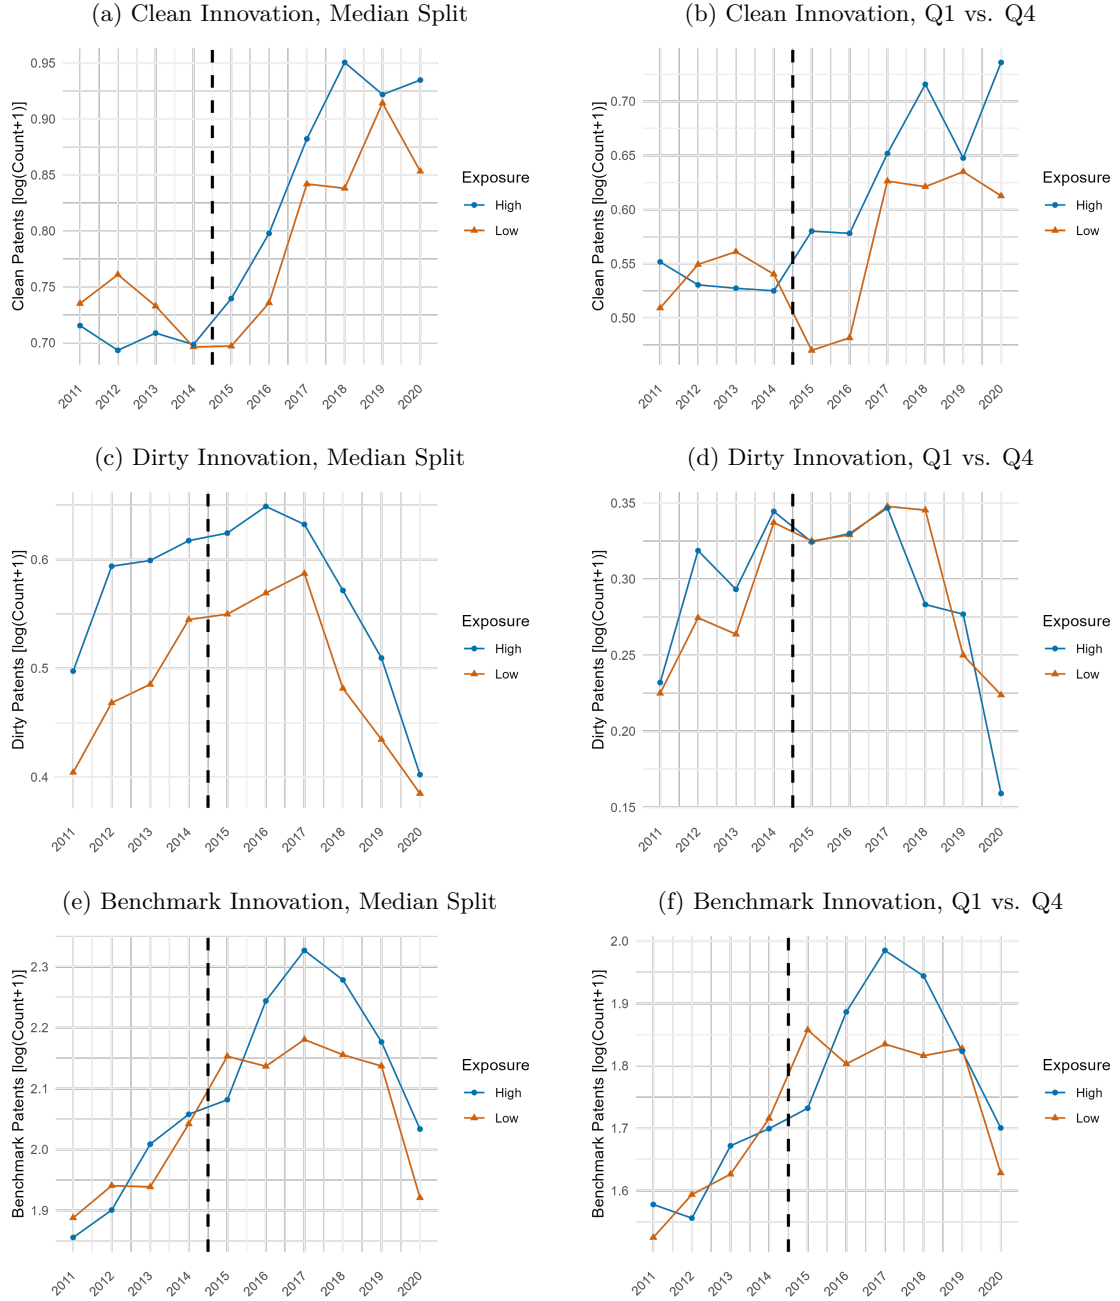 (a) Clean Innovation, Median Split
Clean Patents [log(Count+1)]
0.95
0.90
0.85
0.80
0.75
0.70
2011 2012 2013 2014 2015 2016 2017 2018 2019 2020
Exposure
High
Low
(b) Clean Innovation, Q1 vs. Q4
Clean Patents [log(Count+1)]
0.70
0.65
0.60
0.55
0.50
2011 2012 2013 2014 2015 2016 2017 2018 2019 2020
Exposure
High
Low
(c) Dirty Innovation, Median Split
Dirty Patents [log(Count+1)]
0.6
0.5
0.4
2011 2012 2013 2014 2015 2016 2017 2018 2019 2020
Exposure
High
Low
(d) Dirty Innovation, Q1 vs. Q4
Dirty Patents [log(Count+1)]
0.35
0.30
0.25
0.20
0.15
2011 2012 2013 2014 2015 2016 2017 2018 2019 2020
Exposure
High
Low
(e) Benchmark Innovation, Median Split
Benchmark Patents [log(Count+1)]
2.3
2.2
2.1
2.0
1.9
2011 2012 2013 2014 2015 2016 2017 2018 2019 2020
Exposure
High
Low
(f) Benchmark Innovation, Q1 vs. Q4
Benchmark Patents [log(Count+1)]
2.0
1.9
1.8
1.7
1.6
2011 2012 2013 2014 2015 2016 2017 2018 2019 2020
Exposure
High
Low